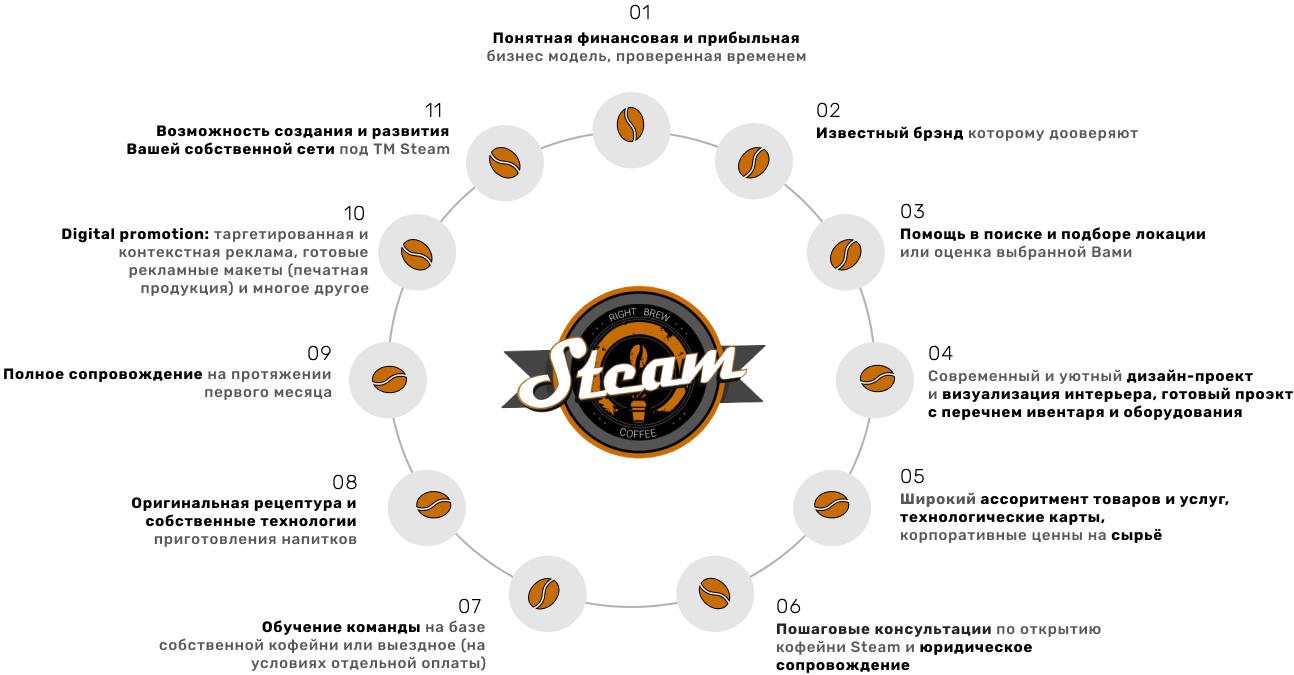 01
Понятная финансовая и прибыльная
бизнес модель, проверенная временем
02
Известный брэнд которому дооверяют
03
Помощь в поиске и подборе локации
или оценка выбранной Вами
04
Современный и уютный дизайн-проект
и визуализация интерьера, готовый проэкт
с перечнем ивентаря и оборудования
05
Широкий ассоритмент товаров и услуг,
технологические карты,
корпоративные ценны на сырьё
06
Пошаговые консультации по открытию
кофейни Steam и юридическое
сопровождение
07
Обучение команды на базе
собственной кофейни или выездное (на
условиях отдельной оплаты)
08
Оригинальная рецептура и
собственные технологии
приготовления напитков
09
Полное сопровождение на протяжении
первого месяца
10
Digital promotion: таргетированная и
контекстная реклама, готовые
рекламные макеты (печатная
продукция) и многое другое
11
Возможность создания и развития
Вашей собственной сети под ТМ Steam
RIGHT BREW
Steam
COFFEE